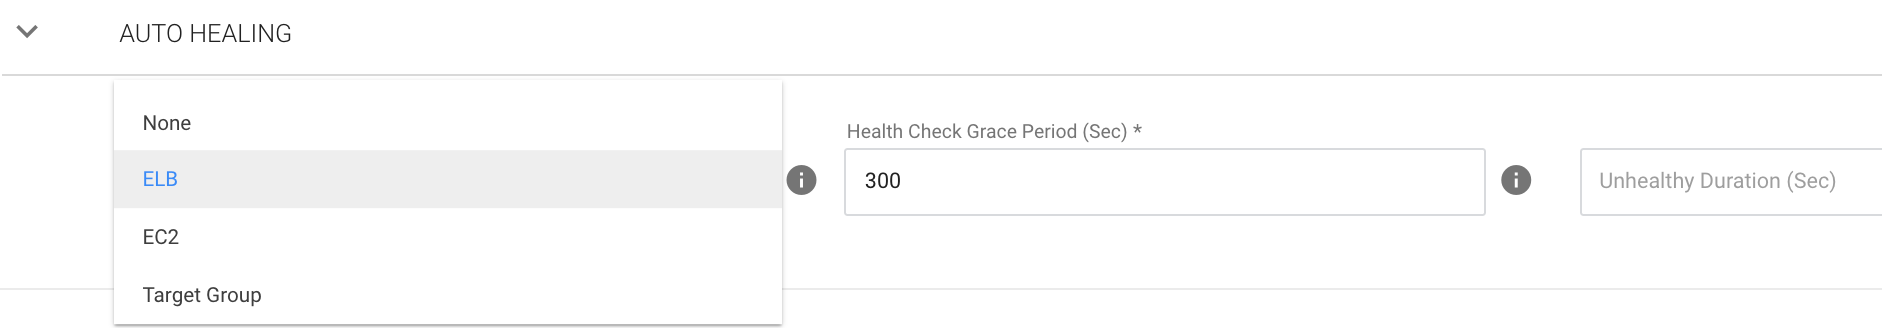 AUTO HEALING
None
ELB
EC2
Target Group
Health Check Grace Period (Sec) *
300
Unhealthy Duration (Sec)